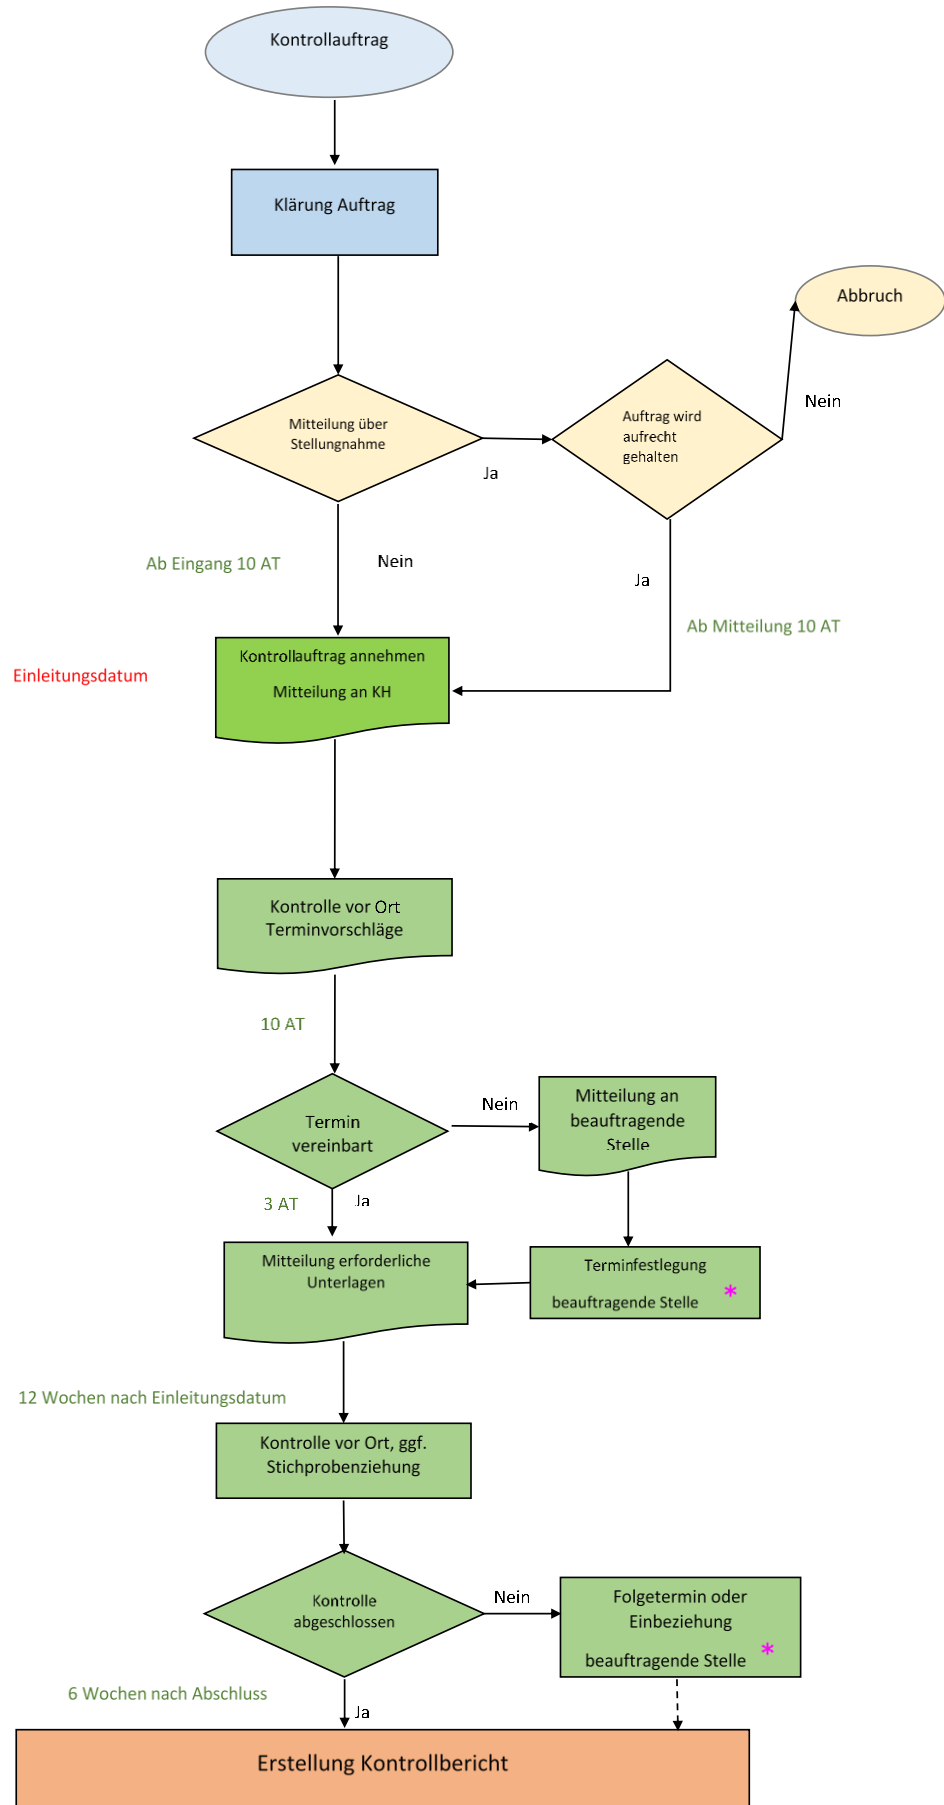 Kontrollauftrag
Klärung Auftrag
Abbruch
Nein
Mitteilung über
Stellungnahme
Ja
Auftrag wird
aufrecht
gehalten
Ab Eingang 10 AT
Nein
Ja
Ab Mitteilung 10 AT
Einleitungsdatum
Kontrollauftrag annehmen
Mitteilung an KH
Kontrolle vor Ort
Terminvorschläge
10 AT
Termin
vereinbart
Nein
Mitteilung an
beauftragende
Stelle
3 AT
Ja
Mitteilung erforderliche
Unterlagen
Terminfestlegung
beauftragende Stelle *
12 Wochen nach Einleitungsdatum
Kontrolle vor Ort, ggf.
Stichprobenziehung
Kontrolle
abgeschlossen
Nein
Folgetermin oder
Einbeziehung
beauftragende Stelle *
6 Wochen nach Abschluss
Ja
Erstellung Kontrollbericht